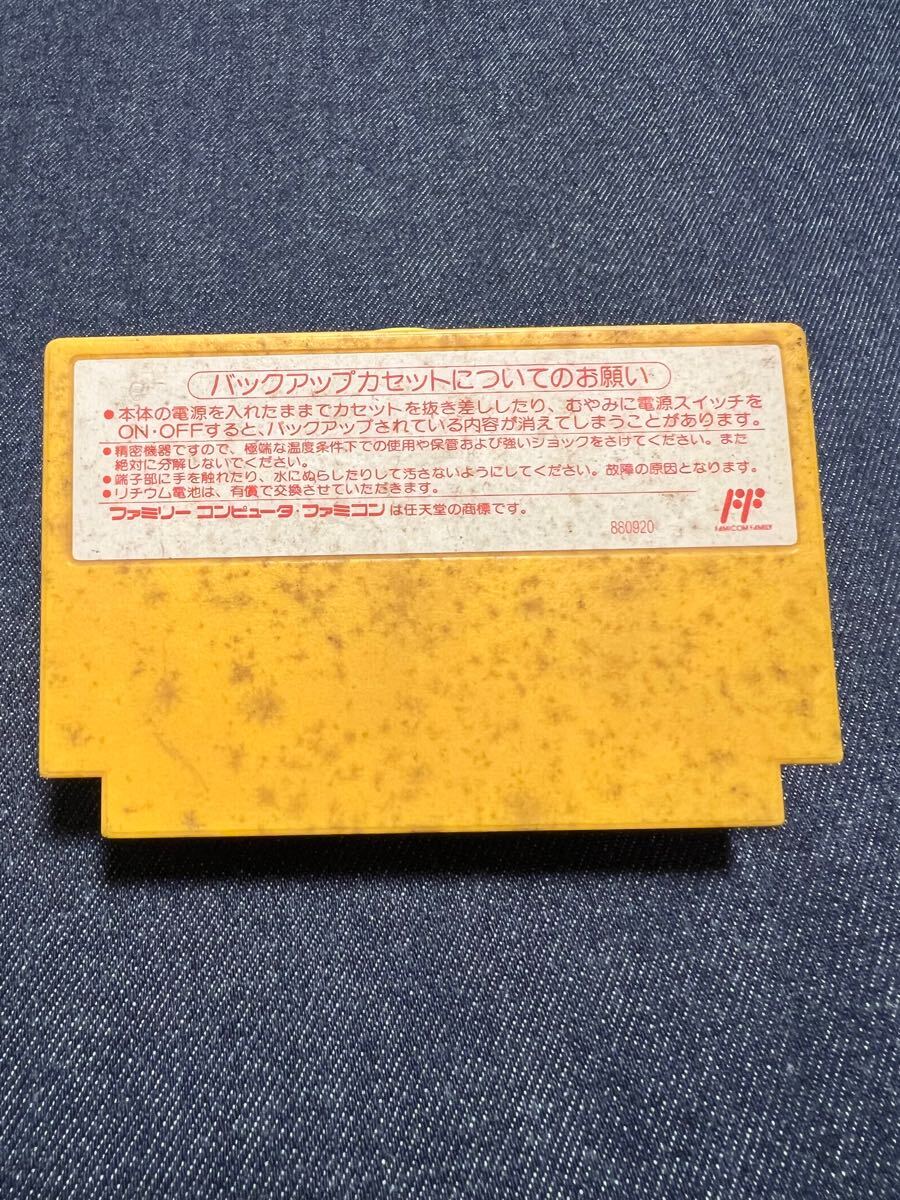 バックアップカセットについてのお願い
●本体の電源を入れたままでカセットを抜き差ししたり、むやみに電源スイッチを
ON・OFFすると、バックアップされている内容が消えてしまうことがあります。
●精密機器ですので、極端な温度条件下での使用や保管および強いショックをさけてください。また
絶対に分解しないでください。
●端子部に手を触れたり、水にぬらしたりして汚さないようにしてください。故障の原因となります。
●リチウム電池は、有償で交換させていただきます。
ファミリーコンピュータ・ファミコンは任天堂の商標です。
880920
FAMICOM FAMILY